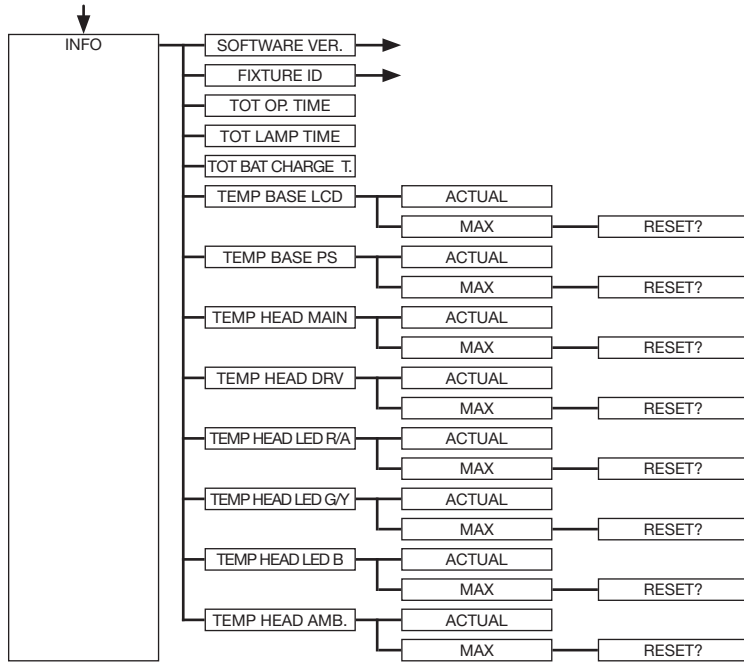 INFO
SOFTWARE VER.
FIXTURE ID
TOT OP. TIME
TOT LAMP TIME
TOT BAT CHARGE T.
TEMP BASE LCD ACTUAL
MAX RESET?
TEMP BASE PS ACTUAL
MAX RESET?
TEMP HEAD MAIN ACTUAL
MAX RESET?
TEMP HEAD DRV ACTUAL
MAX RESET?
TEMP HEAD LED R/A ACTUAL
MAX RESET?
TEMP HEAD LED G/Y ACTUAL
MAX RESET?
TEMP HEAD LED B ACTUAL
MAX RESET?
TEMP HEAD AMB. ACTUAL
MAX RESET?